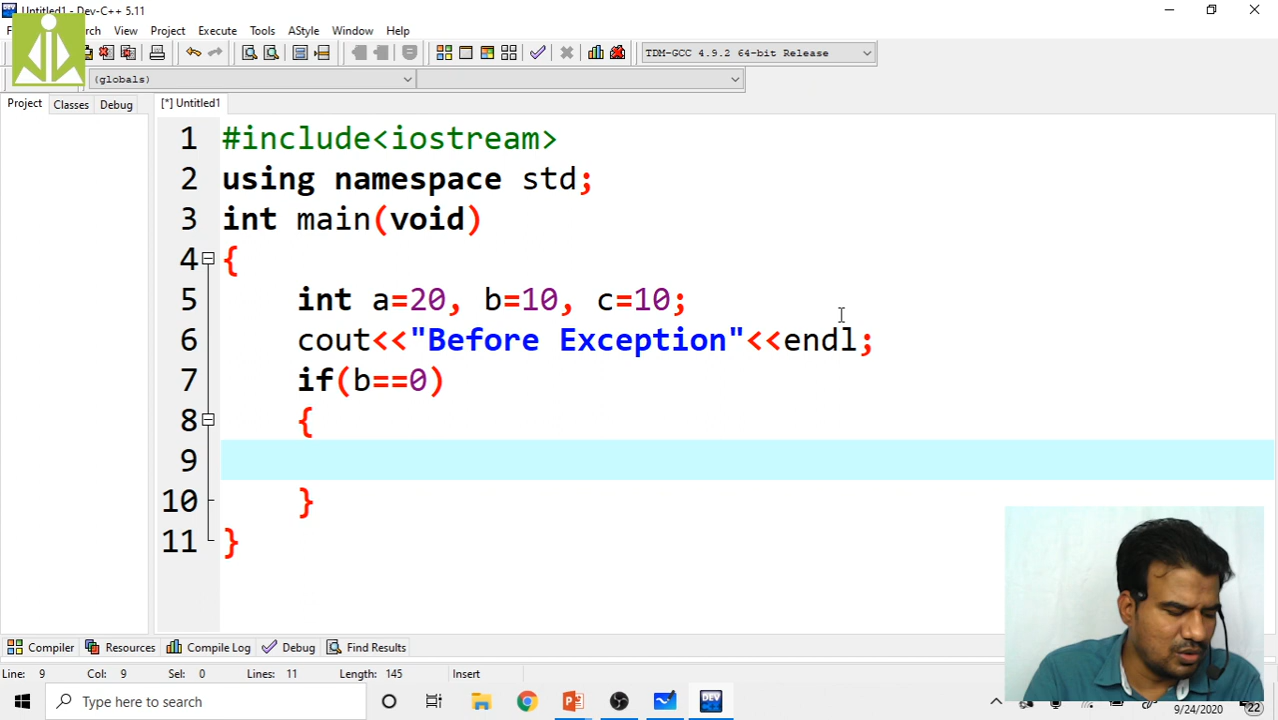 Untitled1 - Dev-C++ 5.11
View Project Execute Tools AStyle Window Help
TDM-GCC 4.9.2 64-bit Release
(globals)
Project Classes Debug [*] Untitled1
1 #include<iostream>
2 using namespace std;
3 int main(void)
4 {
5 int a=20, b=10, c=10;
6 cout<<"Before Exception"<<endl;
7 if(b==0)
8 {
9
10 }
11 }
Compiler Resources Compile Log Debug Find Results
Line: 9 Col: 9 Sel: 0 Lines: 11 Length: 145 Insert
Type here to search DEV 9/24/2020 22